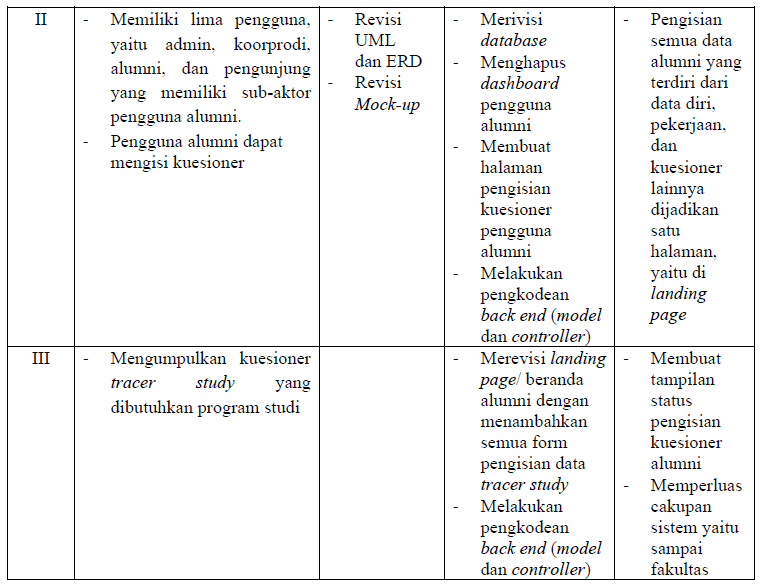 II
- Memiliki lima pengguna,
yaitu admin, koorprodi,
alumni, dan pengunjung
yang memiliki sub-aktor
pengguna alumni.
- Pengguna alumni dapat
mengisi kuesioner
- Revisi
UML
dan ERD
- Revisi
Mock-up
- Merivisi
database
- Menghapus
dashboard
pengguna
alumni
- Membuat
halaman
pengisian
kuesioner
pengguna
alumni
- Melakukan
pengkodean
back end (model
dan controller)
- Pengisian
semua data
alumni yang
terdiri dari
data diri,
pekerjaan,
dan
kuesioner
lainnya
dijadikan
satu
halaman,
yaitu di
landing
page
III
- Mengumpulkan kuesioner
tracer study yang
dibutuhkan program studi
- Merevisi landing
page/ beranda
alumni dengan
menambahkan
semua form
pengisian data
tracer study
- Melakukan
pengkodean
back end (model
dan controller)
- Membuat
tampilan
status
pengisian
kuesioner
alumni
- Memperluas
cakupan
sistem yaitu
sampai
fakultas